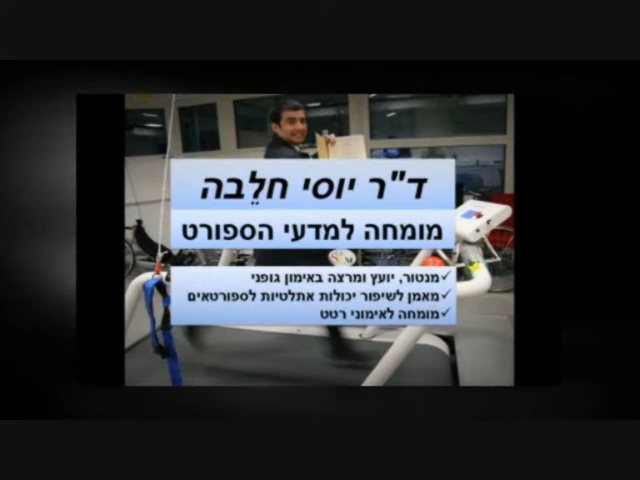 ד"ר יוסי חלֵבה
מומחה למדעי הספורט
✓מנטור, יועץ ומרצה באימון גופני
✓מאמן לשיפור יכולות אתלטיות לספורטאים
✓מומחה לאימוני רטט